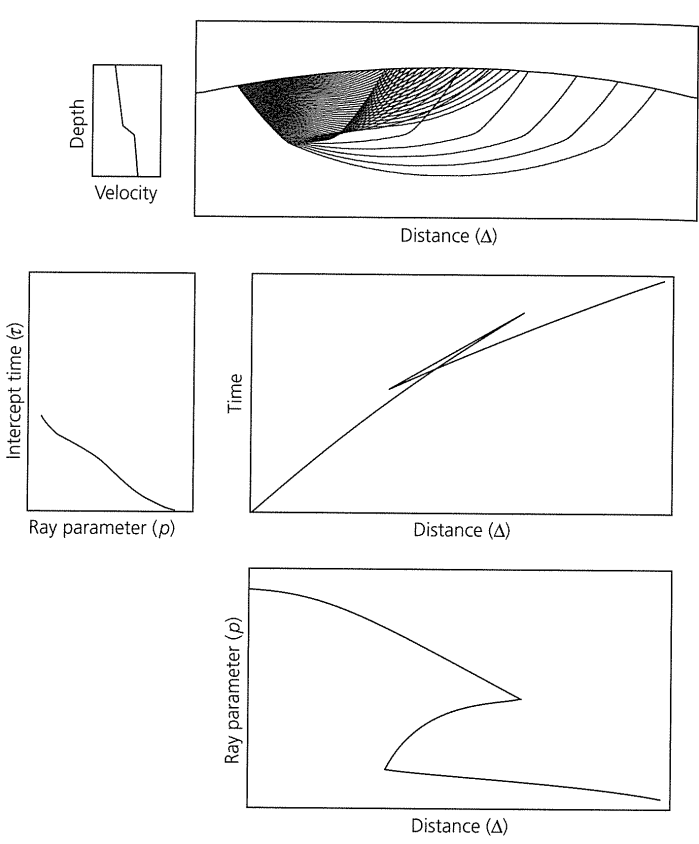 Depth
Velocity
Distance (Δ)
Intercept time (τ)
Ray parameter (p)
Time
Distance (Δ)
Ray parameter (p)
Distance (Δ)